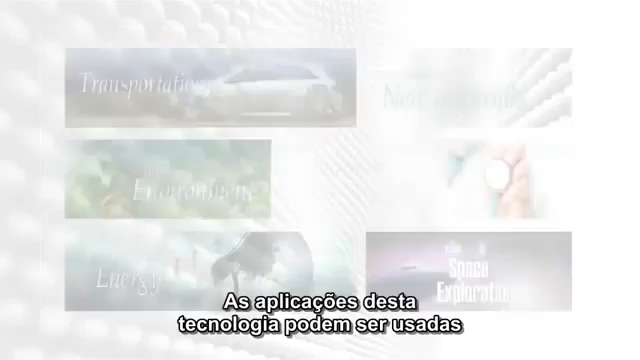 Transportation
Environment
Energy
Space
Exploration
As aplicações desta
tecnologia podem ser usadas